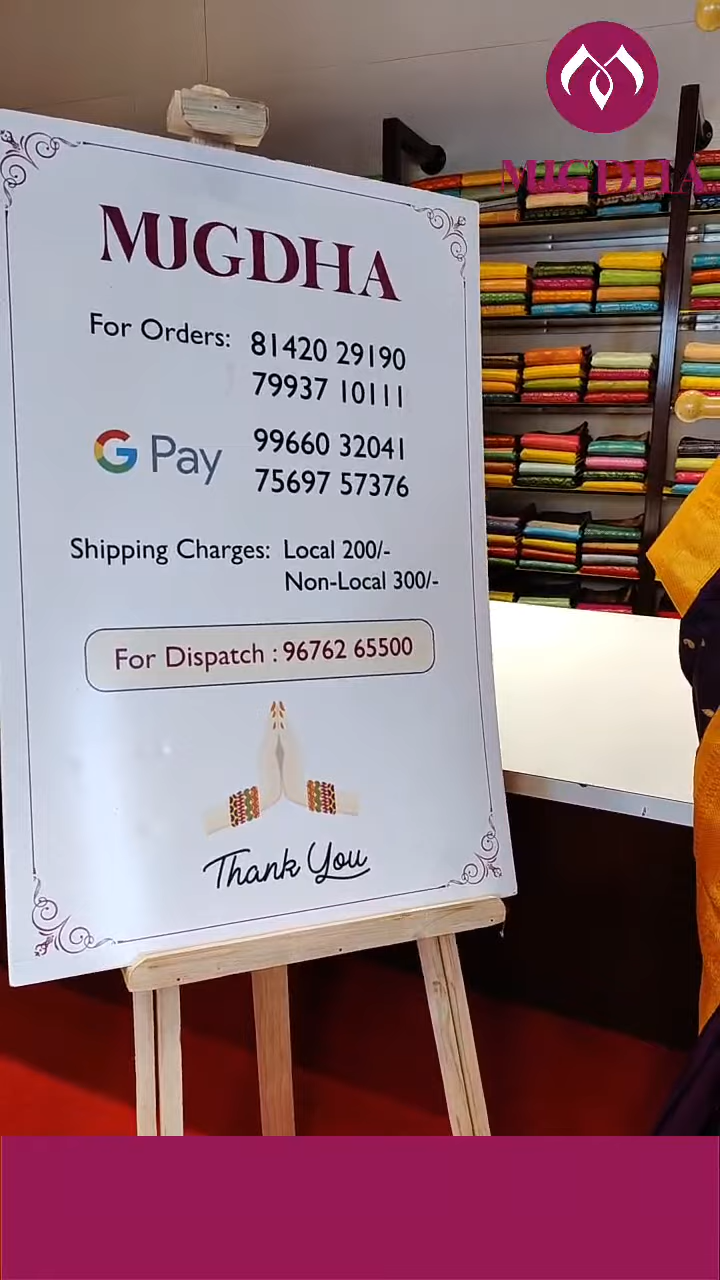 MUGDHA
MUGDHA
For Orders: 81420 29190
79937 10111
G Pay 99660 32041
75697 57376
Shipping Charges: Local 200/-
Non-Local 300/-
For Dispatch : 96762 65500
Thank You